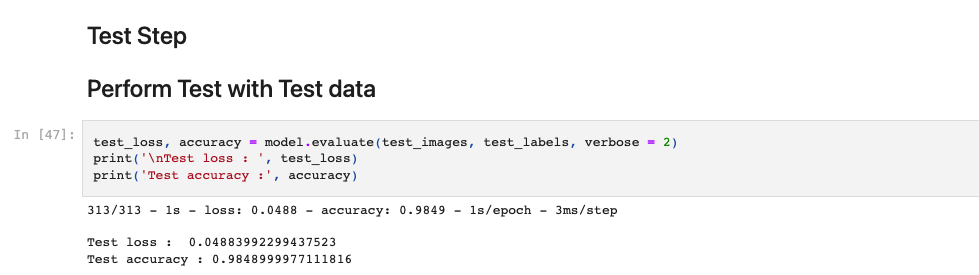 Test Step
Perform Test with Test data
In [47]:
test_loss, accuracy = model.evaluate(test_images, test_labels, verbose = 2)
print('\nTest loss : ', test_loss)
print('Test accuracy :', accuracy)
313/313 - 1s - loss: 0.0488 - accuracy: 0.9849 - 1s/epoch - 3ms/step
Test loss :  0.04883992299437523
Test accuracy : 0.9848999977111816